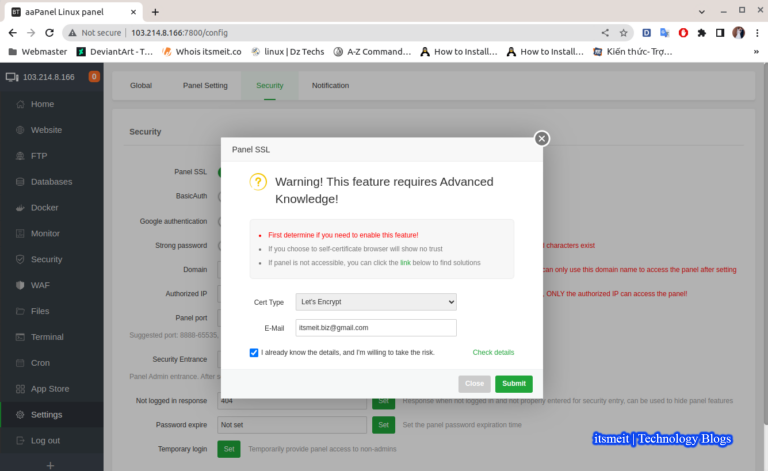 aaPanel Linux panel
Not secure 103.214.8.166:7800/config
Webmaster DeviantArt - T… Whois itsmeit.co linux | Dz Techs A-Z Command… How to Install… How to Install… Kiến thức- Trợ… »
103.214.8.166 0
Global Panel Setting Security Notification
Home
Website
FTP
Databases
Docker
Monitor
Security
WAF
Files
Terminal
Cron
App Store
Settings
Log out
Security
Panel SSL
BasicAuth
Google authentication
Strong password characters exist
Domain can only use this domain name to access the panel after setting
Authorized IP , ONLY the authorized IP can access the panel!
Panel port
Suggested port: 8888-65535,
Security Entrance
Panel Admin entrance. After s
Not logged in response 404 Set Response when not logged in and not properly entered for security entry, can be used to hide panel features
Password expire Not set Set Set the panel password expiration time
Temporary login Set Temporarily provide panel access to non-admins
Panel SSL
Warning! This feature requires Advanced
Knowledge!
First determine if you need to enable this feature!
If you choose to self-certificate browser will show no trust
If panel is not accessible, you can click the link below to find solutions
Cert Type Let's Encrypt
E-Mail itsmeit.biz@gmail.com
I already know the details, and I'm willing to take the risk. Check details
Close Submit
itsmeit | Technology Blogs